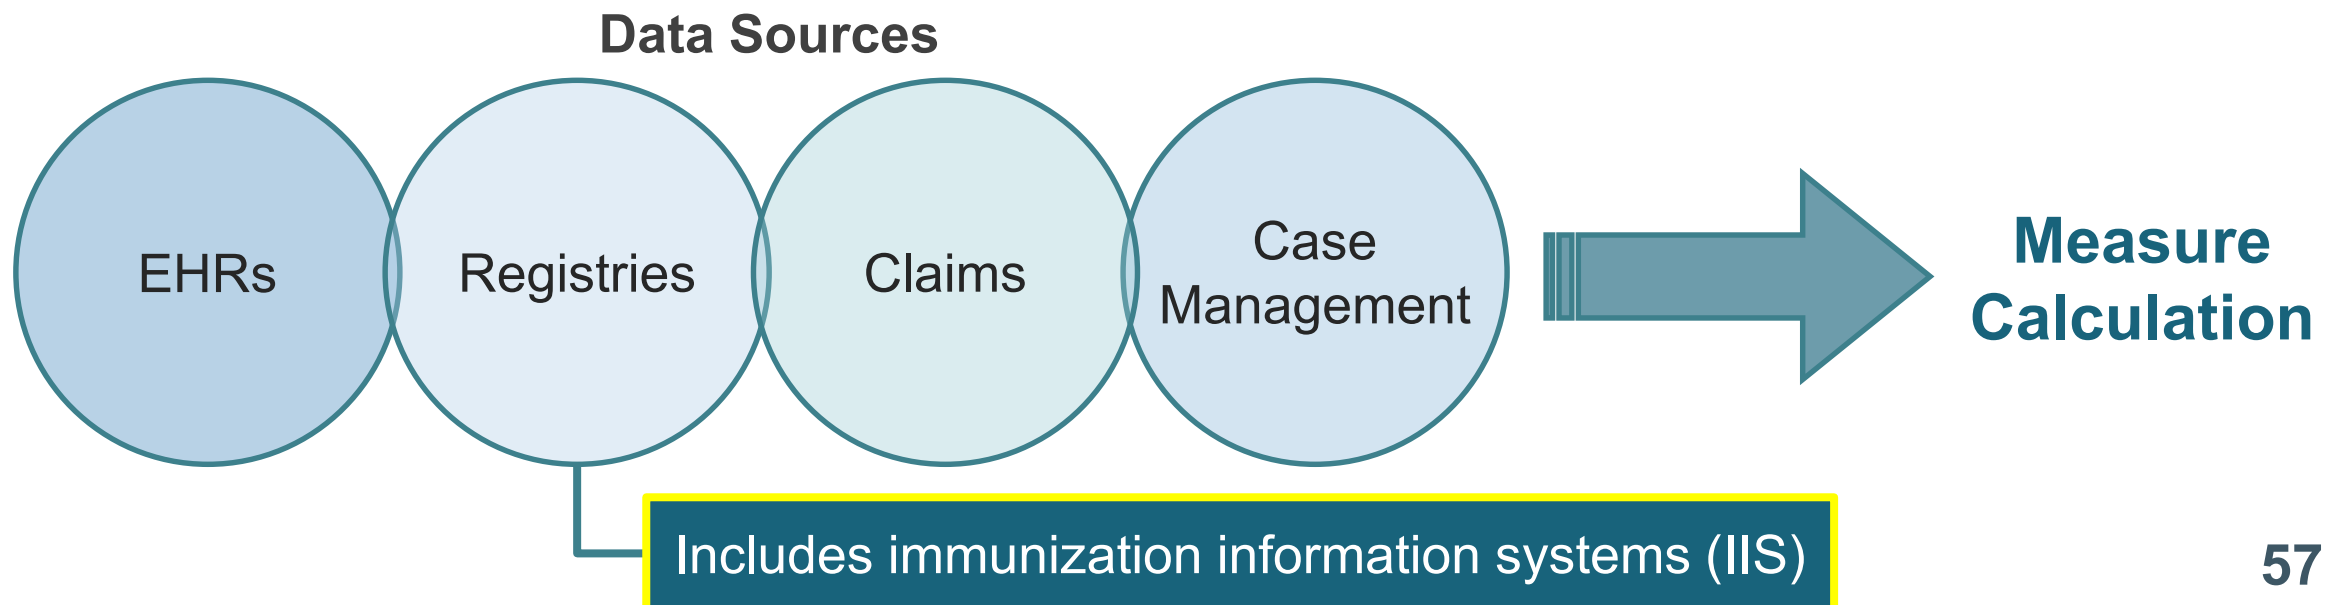 Data Sources
EHRs
Registries
Claims
Case
Management
Measure
Calculation
Includes immunization information systems (IIS)
57